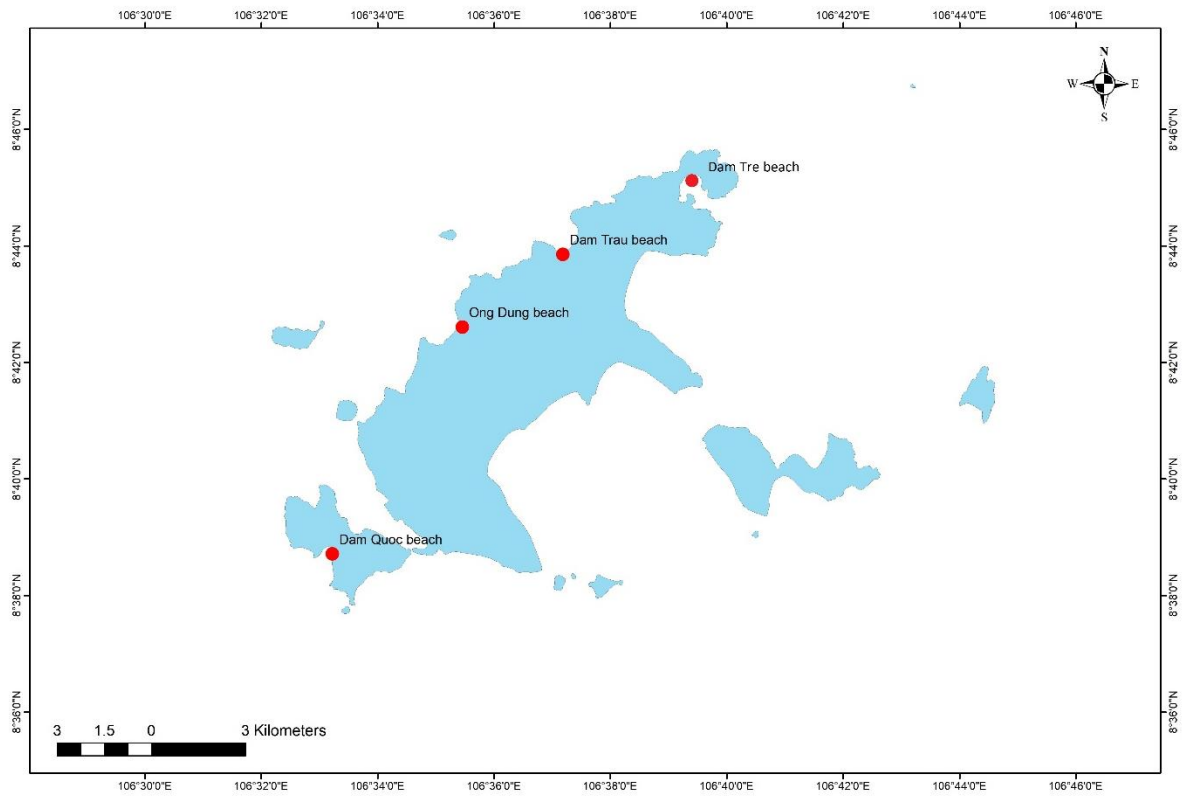 106°30'0"E 106°32'0"E 106°34'0"E 106°36'0"E 106°38'0"E 106°40'0"E 106°42'0"E 106°44'0"E 106°46'0"E
N
W E
S
8°46'0"N 8°46'0"N
Dam Tre beach
8°44'0"N Dam Trau beach 8°44'0"N
Ong Dung beach
8°42'0"N 8°42'0"N
8°40'0"N 8°40'0"N
Dam Quoc beach
8°38'0"N 8°38'0"N
8°36'0"N 8°36'0"N
3 1.5 0 3 Kilometers
106°30'0"E 106°32'0"E 106°34'0"E 106°36'0"E 106°38'0"E 106°40'0"E 106°42'0"E 106°44'0"E 106°46'0"E